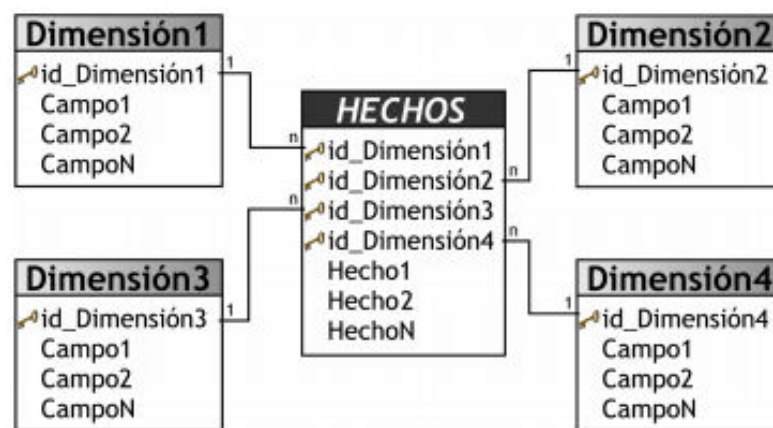 Dimensión1
id_Dimensión1
Campo1
Campo2
CampoN
1
Dimensión2
id_Dimensión2
Campo1
Campo2
CampoN
1
HECHOS
id_Dimensión1
id_Dimensión2
id_Dimensión3
id_Dimensión4
Hecho1
Hecho2
HechoN
n
n
n
n
Dimensión3
id_Dimensión3
Campo1
Campo2
CampoN
1
Dimensión4
id_Dimensión4
Campo1
Campo2
CampoN
1